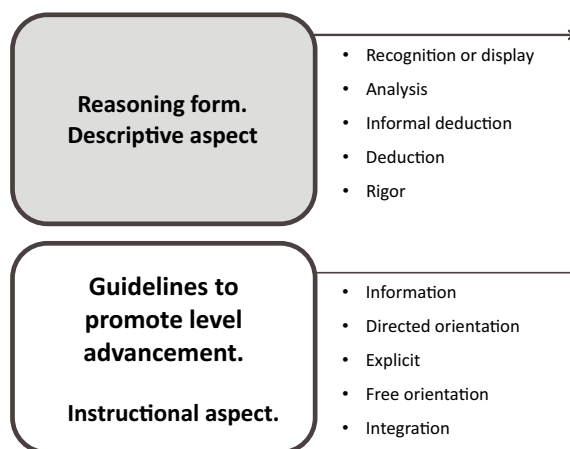 Reasoning form.
Descriptive aspect
• Recognition or display
• Analysis
• Informal deduction
• Deduction
• Rigor
Guidelines to
promote level
advancement.
Instructional aspect.
• Information
• Directed orientation
• Explicit
• Free orientation
• Integration